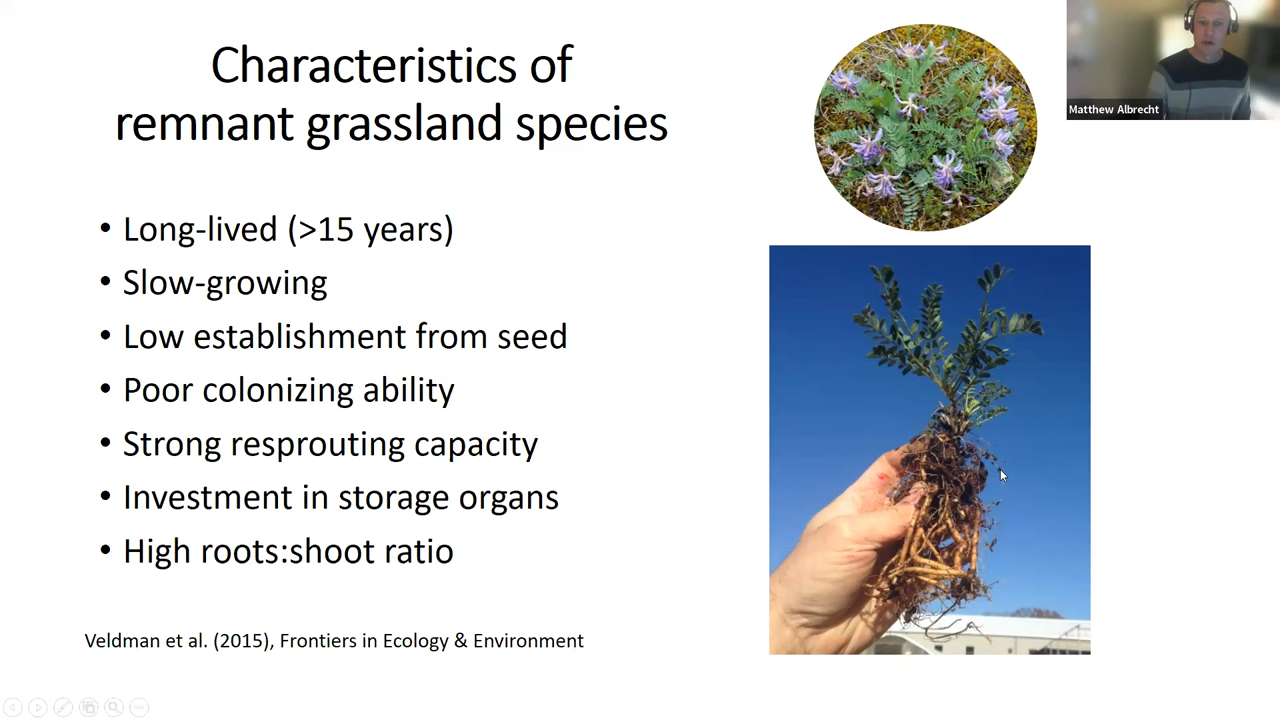 Characteristics of
remnant grassland species
Matthew Albrecht
• Long-lived (>15 years)
• Slow-growing
• Low establishment from seed
• Poor colonizing ability
• Strong resprouting capacity
• Investment in storage organs
• High roots:shoot ratio
Veldman et al. (2015), Frontiers in Ecology & Environment